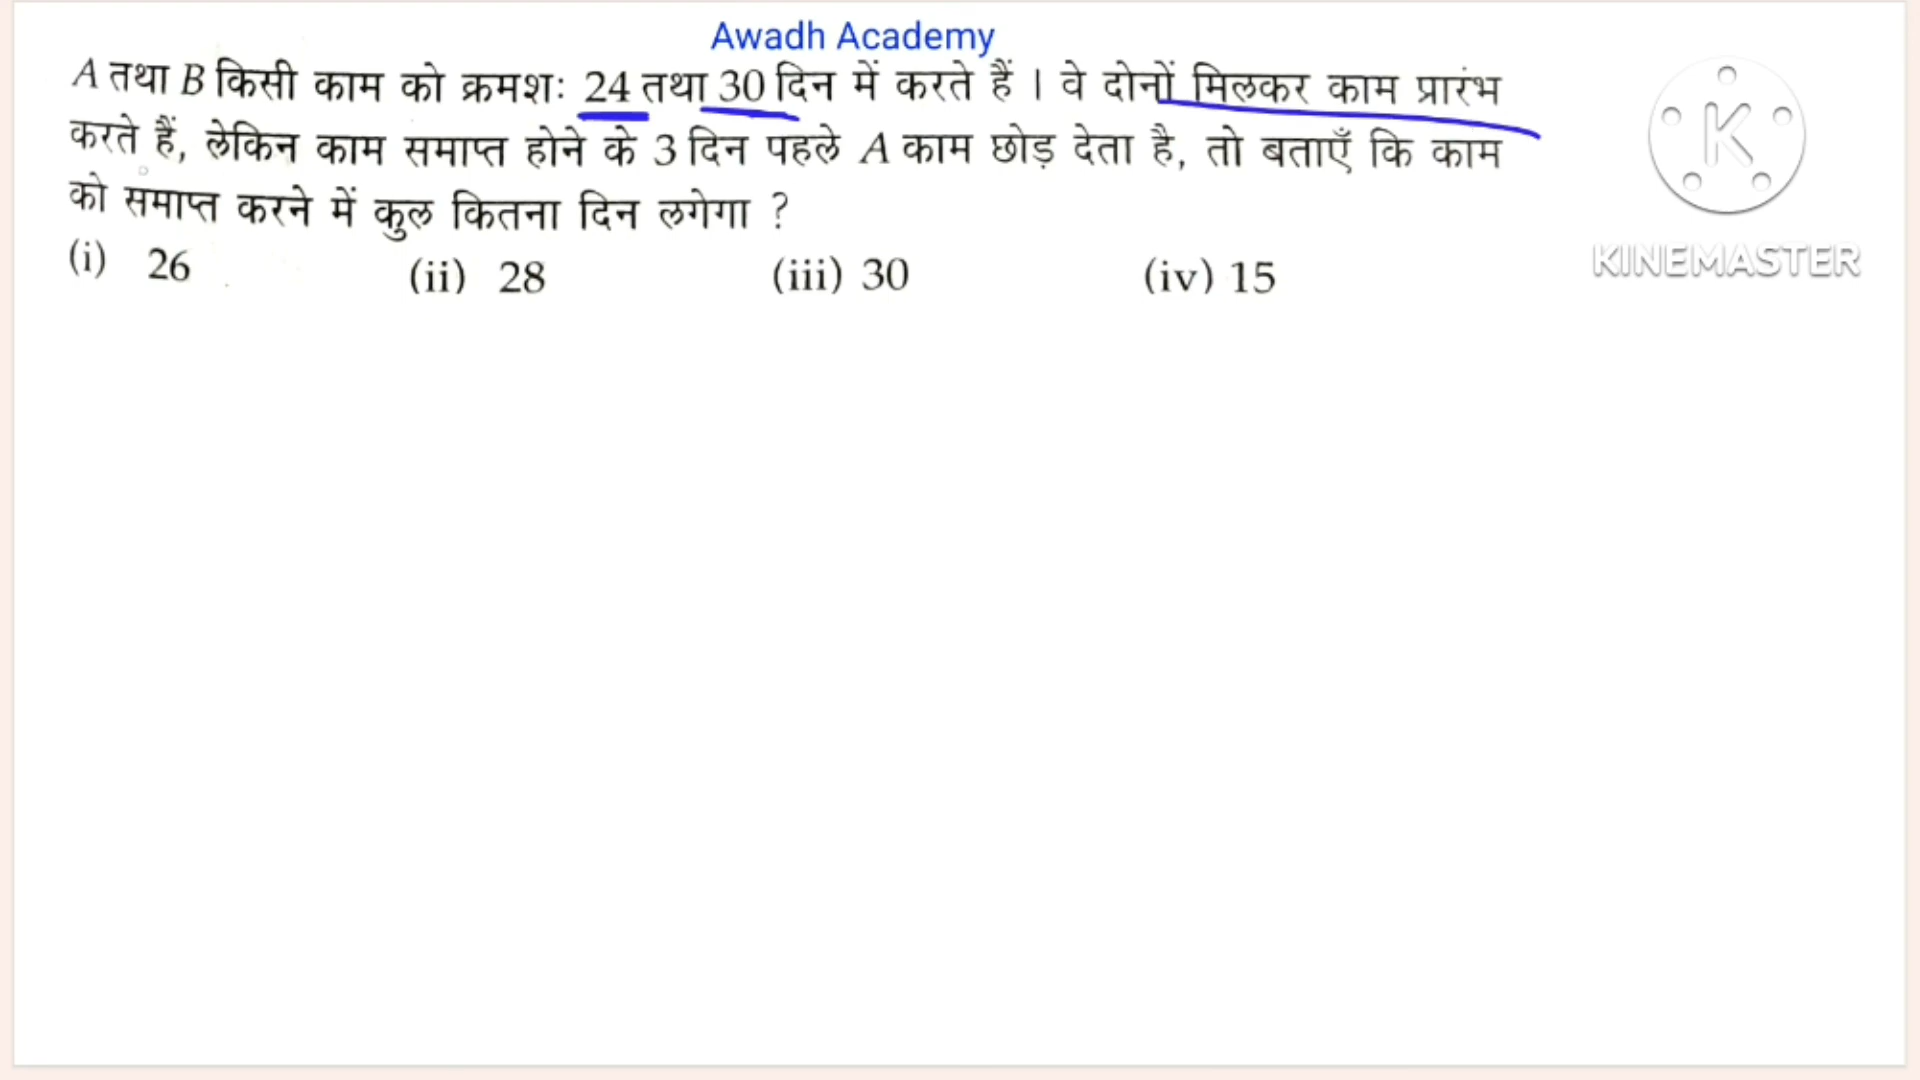 Awadh Academy
A तथा B किसी काम को क्रमशः 24 तथा 30 दिन में करते हैं । वे दोनों मिलकर काम प्रारंभ
करते हैं, लेकिन काम समाप्त होने के 3 दिन पहले A काम छोड़ देता है, तो बताएँ कि काम
को समाप्त करने में कुल कितना दिन लगेगा ?
(i) 26 (ii) 28 (iii) 30 (iv) 15
K
KINEMASTER